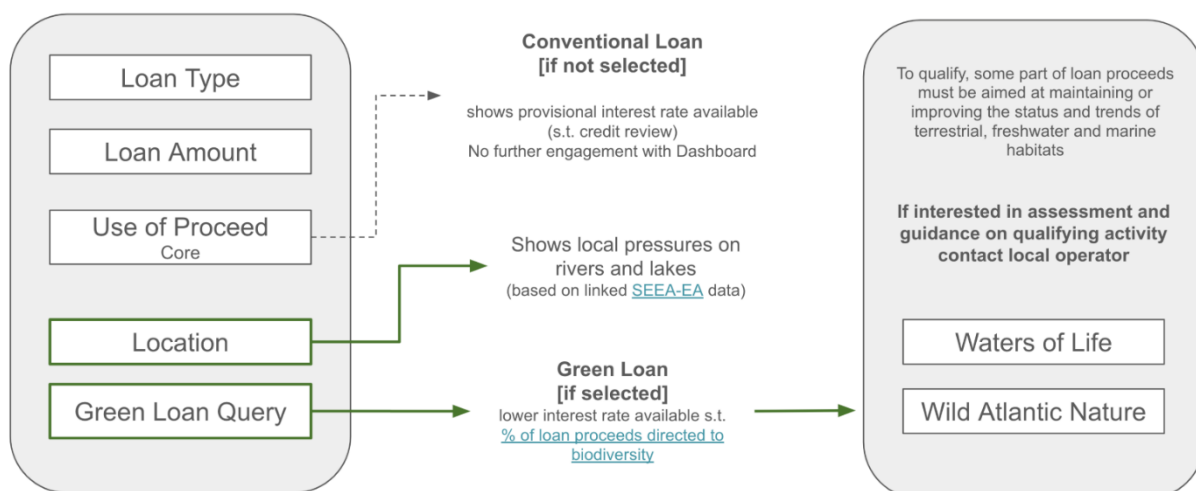 Loan Type
Loan Amount
Use of Proceed
Core
Location
Green Loan Query
Conventional Loan
[if not selected]
shows provisional interest rate available
(s.t. credit review)
No further engagement with Dashboard
Shows local pressures on
rivers and lakes
(based on linked SEEA-EA data)
Green Loan
[if selected]
lower interest rate available s.t.
% of loan proceeds directed to
biodiversity
To qualify, some part of loan proceeds
must be aimed at maintaining or
improving the status and trends of
terrestrial, freshwater and marine
habitats
If interested in assessment and
guidance on qualifying activity
contact local operator
Waters of Life
Wild Atlantic Nature